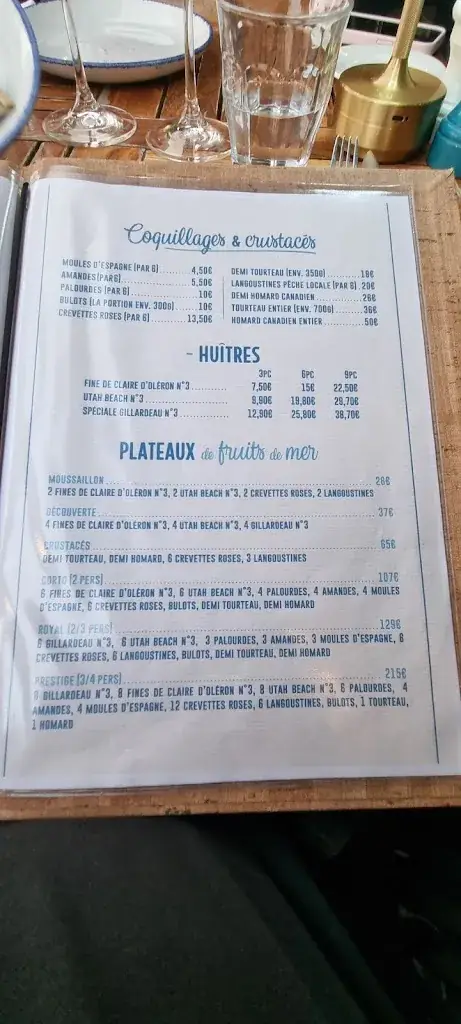 Coquillages & crustacés
MOULES D'ESPAGNE (PAR 6) 4,50€
AMANDES (PAR 6) 5,50€
PALOURDES (PAR 6) 10€
BULOTS (LA PORTION ENV. 300G) 10€
CREVETTES ROSES (PAR 6) 13,50€
DEMI TOURTEAU (ENV. 350G) 18€
LANGOUSTINES PÊCHE LOCALE (PAR 8) 20€
DEMI HOMARD CANADIEN 26€
TOURTEAU ENTIER (ENV. 700G) 36€
HOMARD CANADIEN ENTIER 50€
- HUÎTRES
3PC 6PC 9PC
FINE DE CLAIRE D'OLÉRON N°3 7,50€ 15€ 22,50€
UTAH BEACH N°3 9,90€ 19,80€ 29,70€
SPÉCIALE GILLARDEAU N°3 12,90€ 25,80€ 38,70€
PLATEAUX de fruits de mer
MOUSSAILLON 26€
2 FINES DE CLAIRE D'OLÉRON N°3, 2 UTAH BEACH N°3, 2 CREVETTES ROSES, 2 LANGOUSTINES
DÉCOUVERTE 37€
4 FINES DE CLAIRE D'OLÉRON N°3, 4 UTAH BEACH N°3, 4 GILLARDEAU N°3
CRUSTACÉS 65€
DEMI TOURTEAU, DEMI HOMARD, 6 CREVETTES ROSES, 3 LANGOUSTINES
CORTO (2 PERS) 107€
6 FINES DE CLAIRE D'OLÉRON N°3, 6 UTAH BEACH N°3, 4 PALOURDES, 4 AMANDES, 4 MOULES
D'ESPAGNE, 6 CREVETTES ROSES, BULOTS, DEMI TOURTEAU, DEMI HOMARD
ROYAL (2/3 PERS) 129€
6 GILLARDEAU N°3, 6 UTAH BEACH N°3, 3 PALOURDES, 3 AMANDES, 3 MOULES D'ESPAGNE, 6
CREVETTES ROSES, 6 LANGOUSTINES, BULOTS, DEMI TOURTEAU, DEMI HOMARD
PRESTIGE (3/4 PERS) 215€
8 GILLARDEAU N°3, 8 FINES DE CLAIRE D'OLÉRON N°3, 8 UTAH BEACH N°3, 6 PALOURDES, 4
AMANDES, 4 MOULES D'ESPAGNE, 12 CREVETTES ROSES, 6 LANGOUSTINES, BULOTS, 1 TOURTEAU,
1 HOMARD